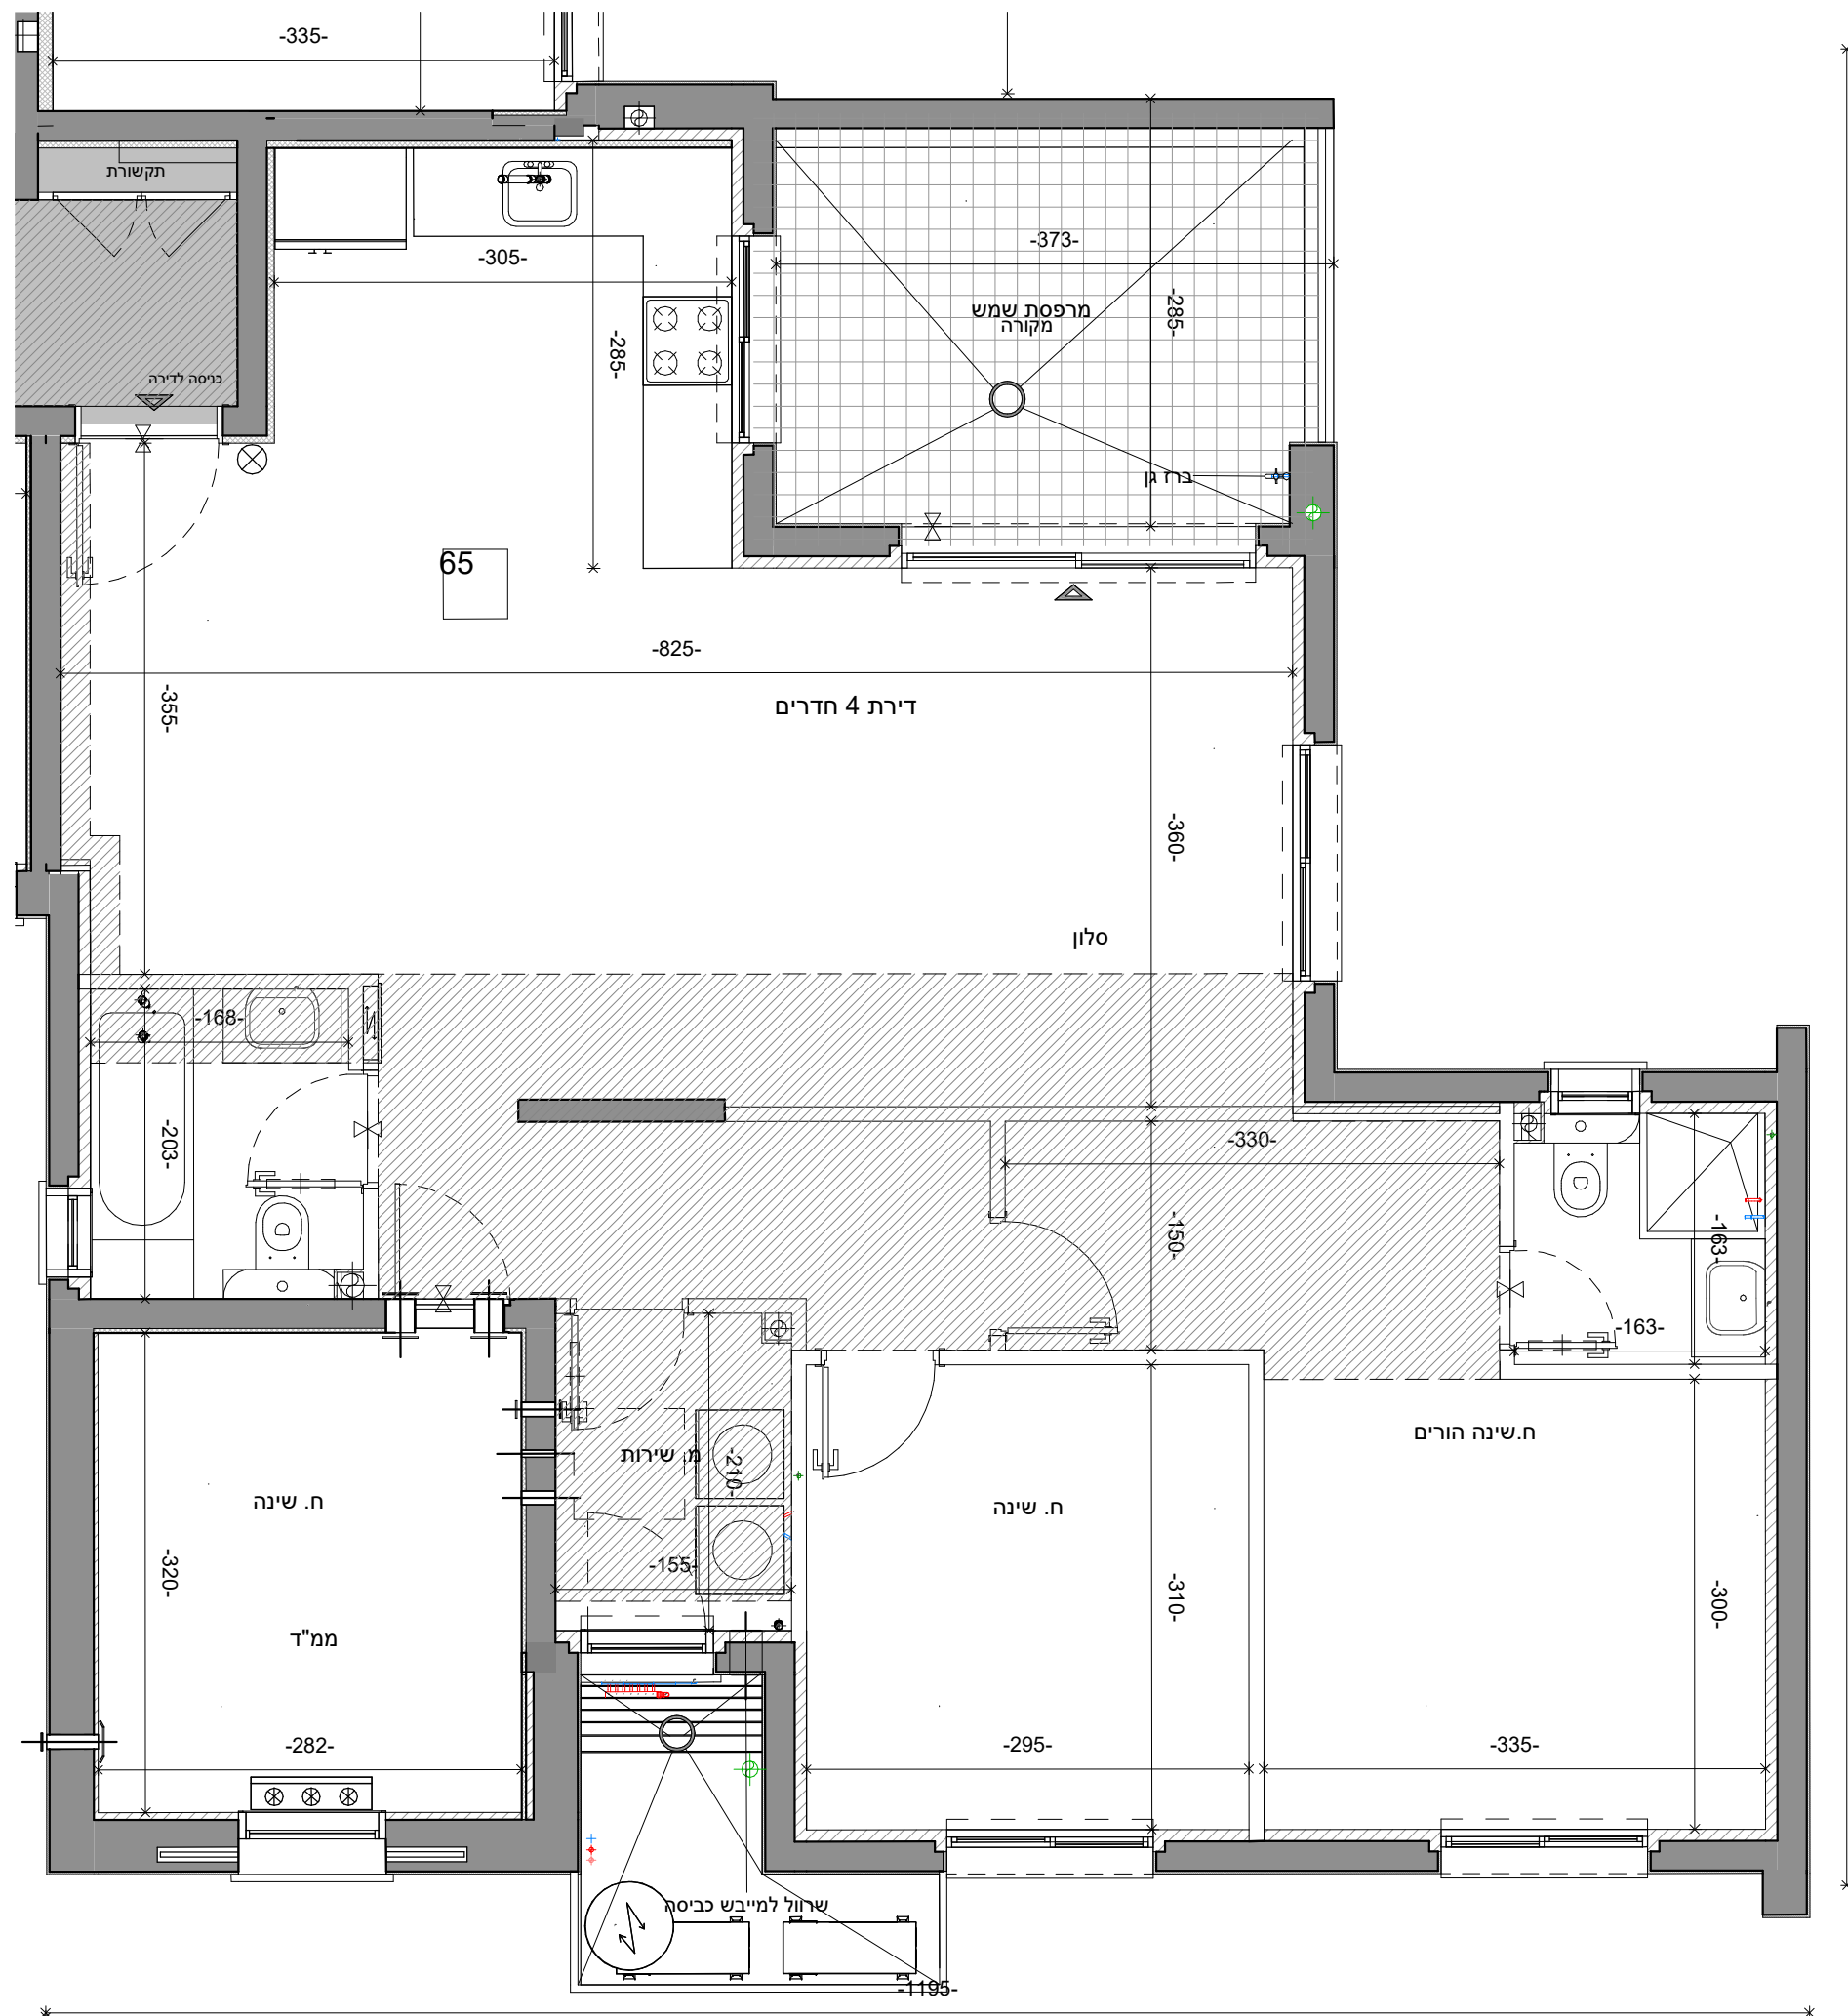 -335-
תקשורת
-305-
-373-
מרפסת שמש
מקורה
-285-
-285-
כניסה לדירה
ברז גן
65
-825-
-355-
דירת 4 חדרים
-360-
סלון
-168-
-203-
-330-
-150-
-163-
-163-
ח.שינה הורים
מ. שירות
-210-
ח. שינה
ח. שינה
-155-
-320-
-310-
-300-
ממ"ד
-282-
-295-
-335-
שרוול למייבש כביסה
-1195-